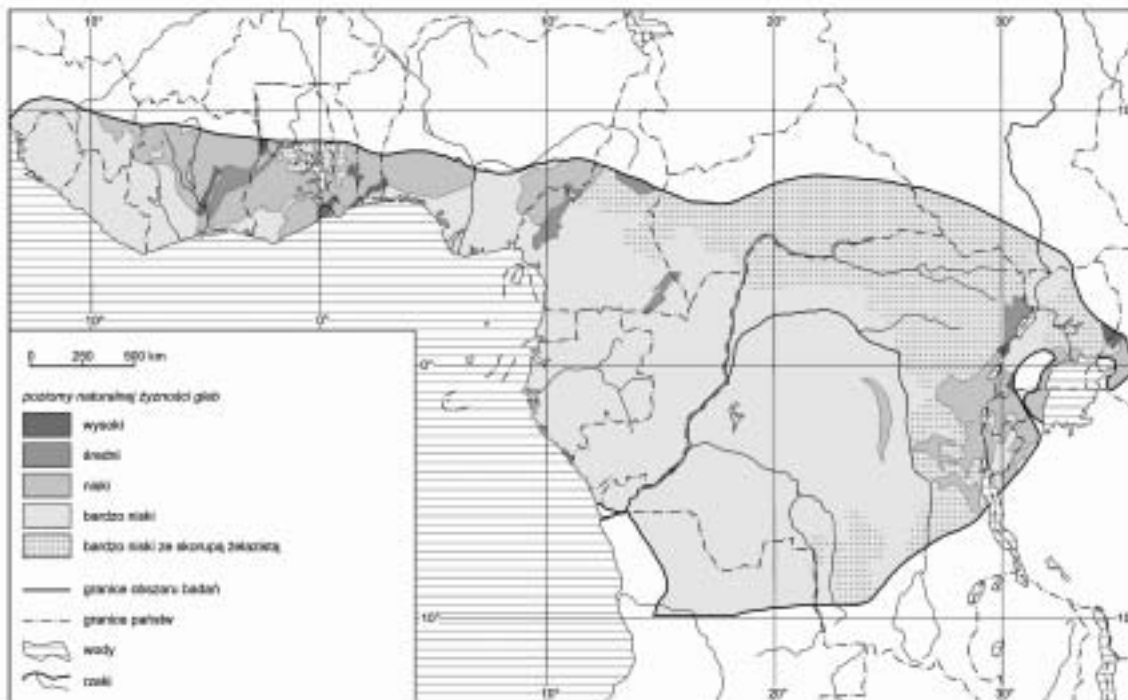 10° 0° 10° 20° 30°
10° 0°
0°
0 250 500 km
poziomy naturalnej żyzności gleb
wysoki
średni
niski
bardzo niski
bardzo niski ze skorupą żelazistą
granice obszaru badań
granice państw
wody
rzeki
10°
10° 20° 30°